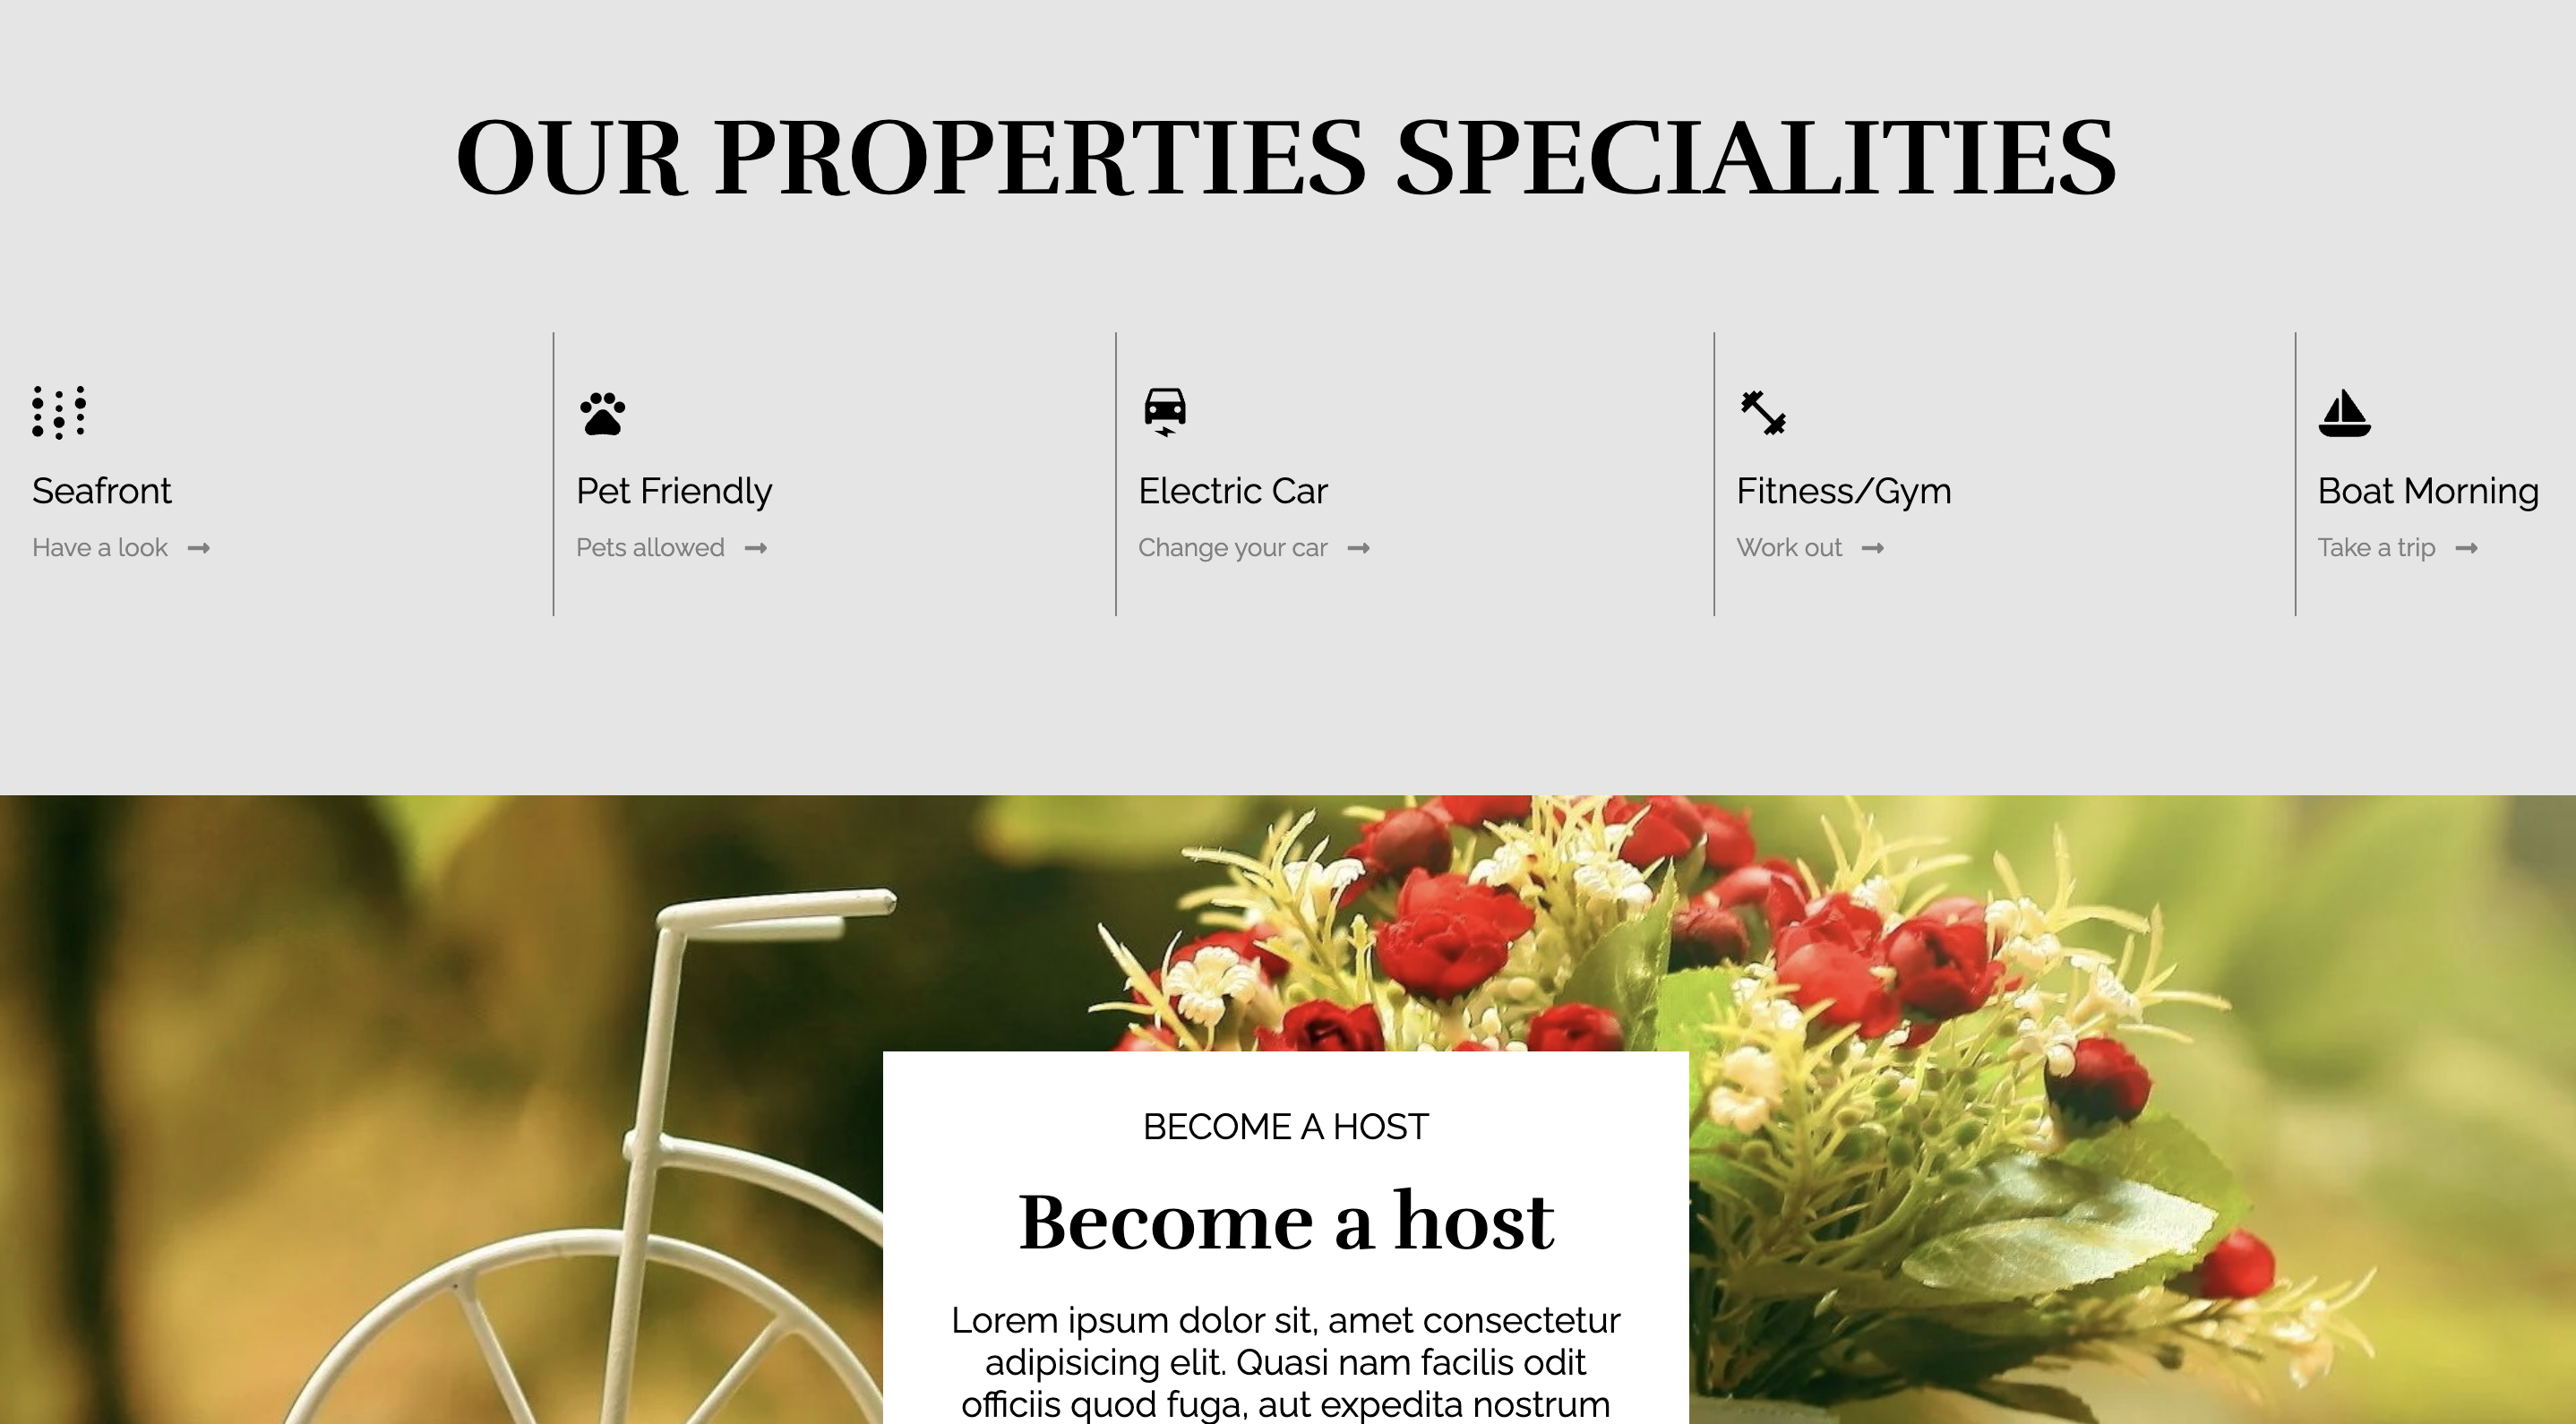 OUR PROPERTIES SPECIALITIES
Seafront
Have a look
Pet Friendly
Pets allowed
Electric Car
Change your car
Fitness/Gym
Work out
Boat Morning
Take a trip
BECOME A HOST
Become a host
Lorem ipsum dolor sit, amet consectetur
adipisicing elit. Quasi nam facilis odit
officiis quod fuga, aut expedita nostrum